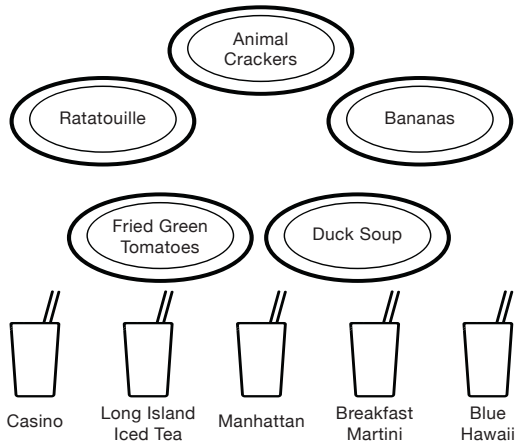 Animal
Crackers
Ratatouille
Bananas
Fried Green
Tomatoes
Duck Soup
Casino
Long Island
Iced Tea
Manhattan
Breakfast
Martini
Blue
Hawaii